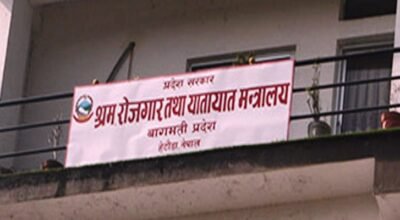 प्रदेश सरकार
श्रम रोजगार तथा यातायात मन्त्रालय
बागमती प्रदेश
हेटौंडा, नेपाल